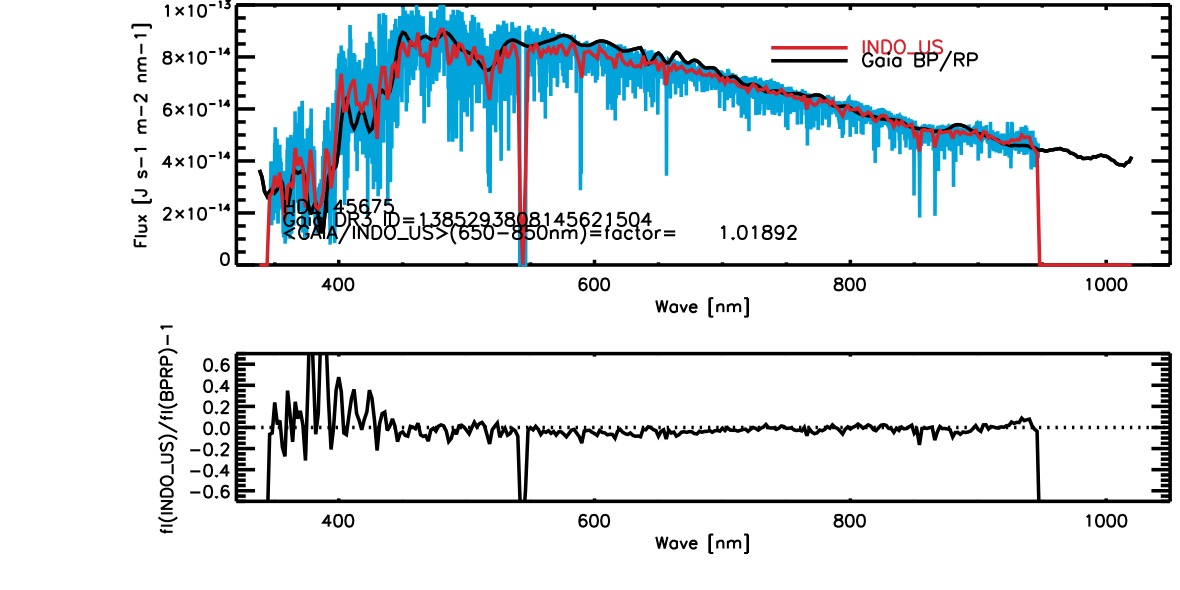 1×10−13
8×10−14
6×10−14
4×10−14
2×10−14
0
Flux [J s-1 m-2 nm-1]
INDO_US
Gaia BP/RP
HD 145675
Gaia DR3 ID=1385293808145621504
<GAIA/INDO_US>(650-850nm)=factor= 1.01892
400 600 800 1000
Wave [nm]
fl(INDO_US)/fl(BPRP)-1
0.6
0.4
0.2
0.0
-0.2
-0.4
-0.6
400 600 800 1000
Wave [nm]